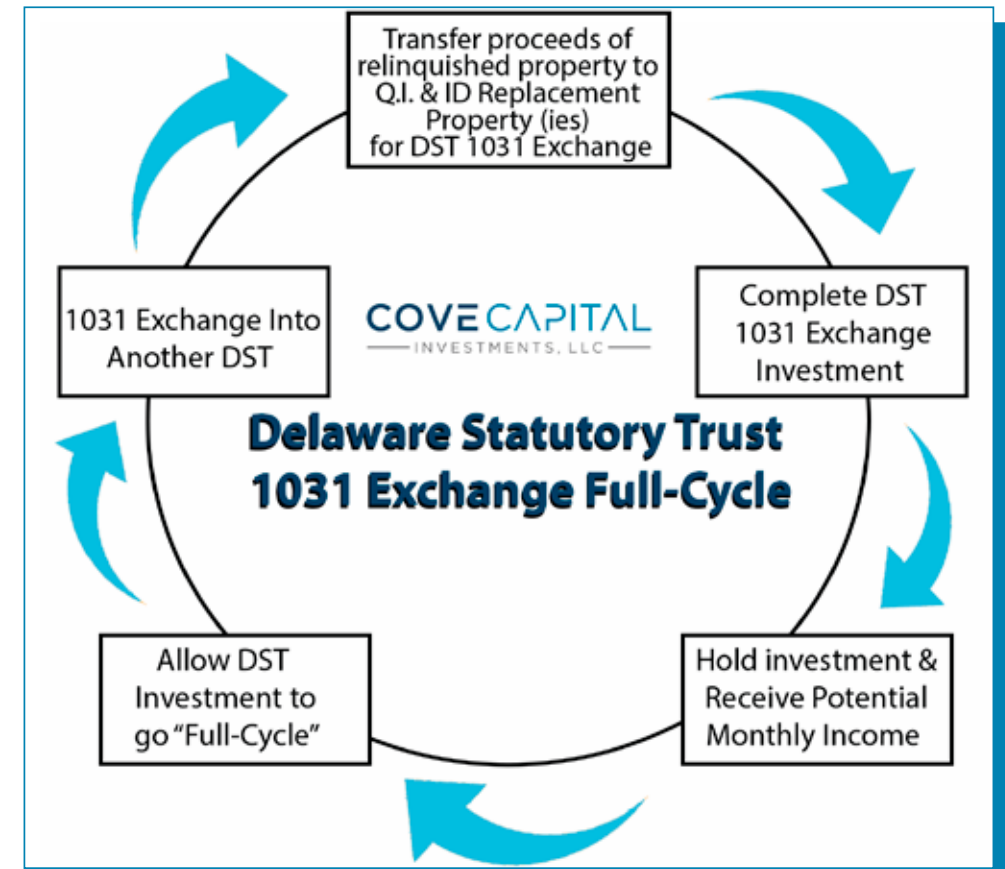 Transfer proceeds of
relinquished property to
Q.I. & ID Replacement
Property (ies)
for DST 1031 Exchange
1031 Exchange Into
Another DST
COVE CAPITAL
INVESTMENTS, LLC
Complete DST
1031 Exchange
Investment
Delaware Statutory Trust
1031 Exchange Full-Cycle
Allow DST
Investment to
go "Full-Cycle"
Hold investment &
Receive Potential
Monthly Income